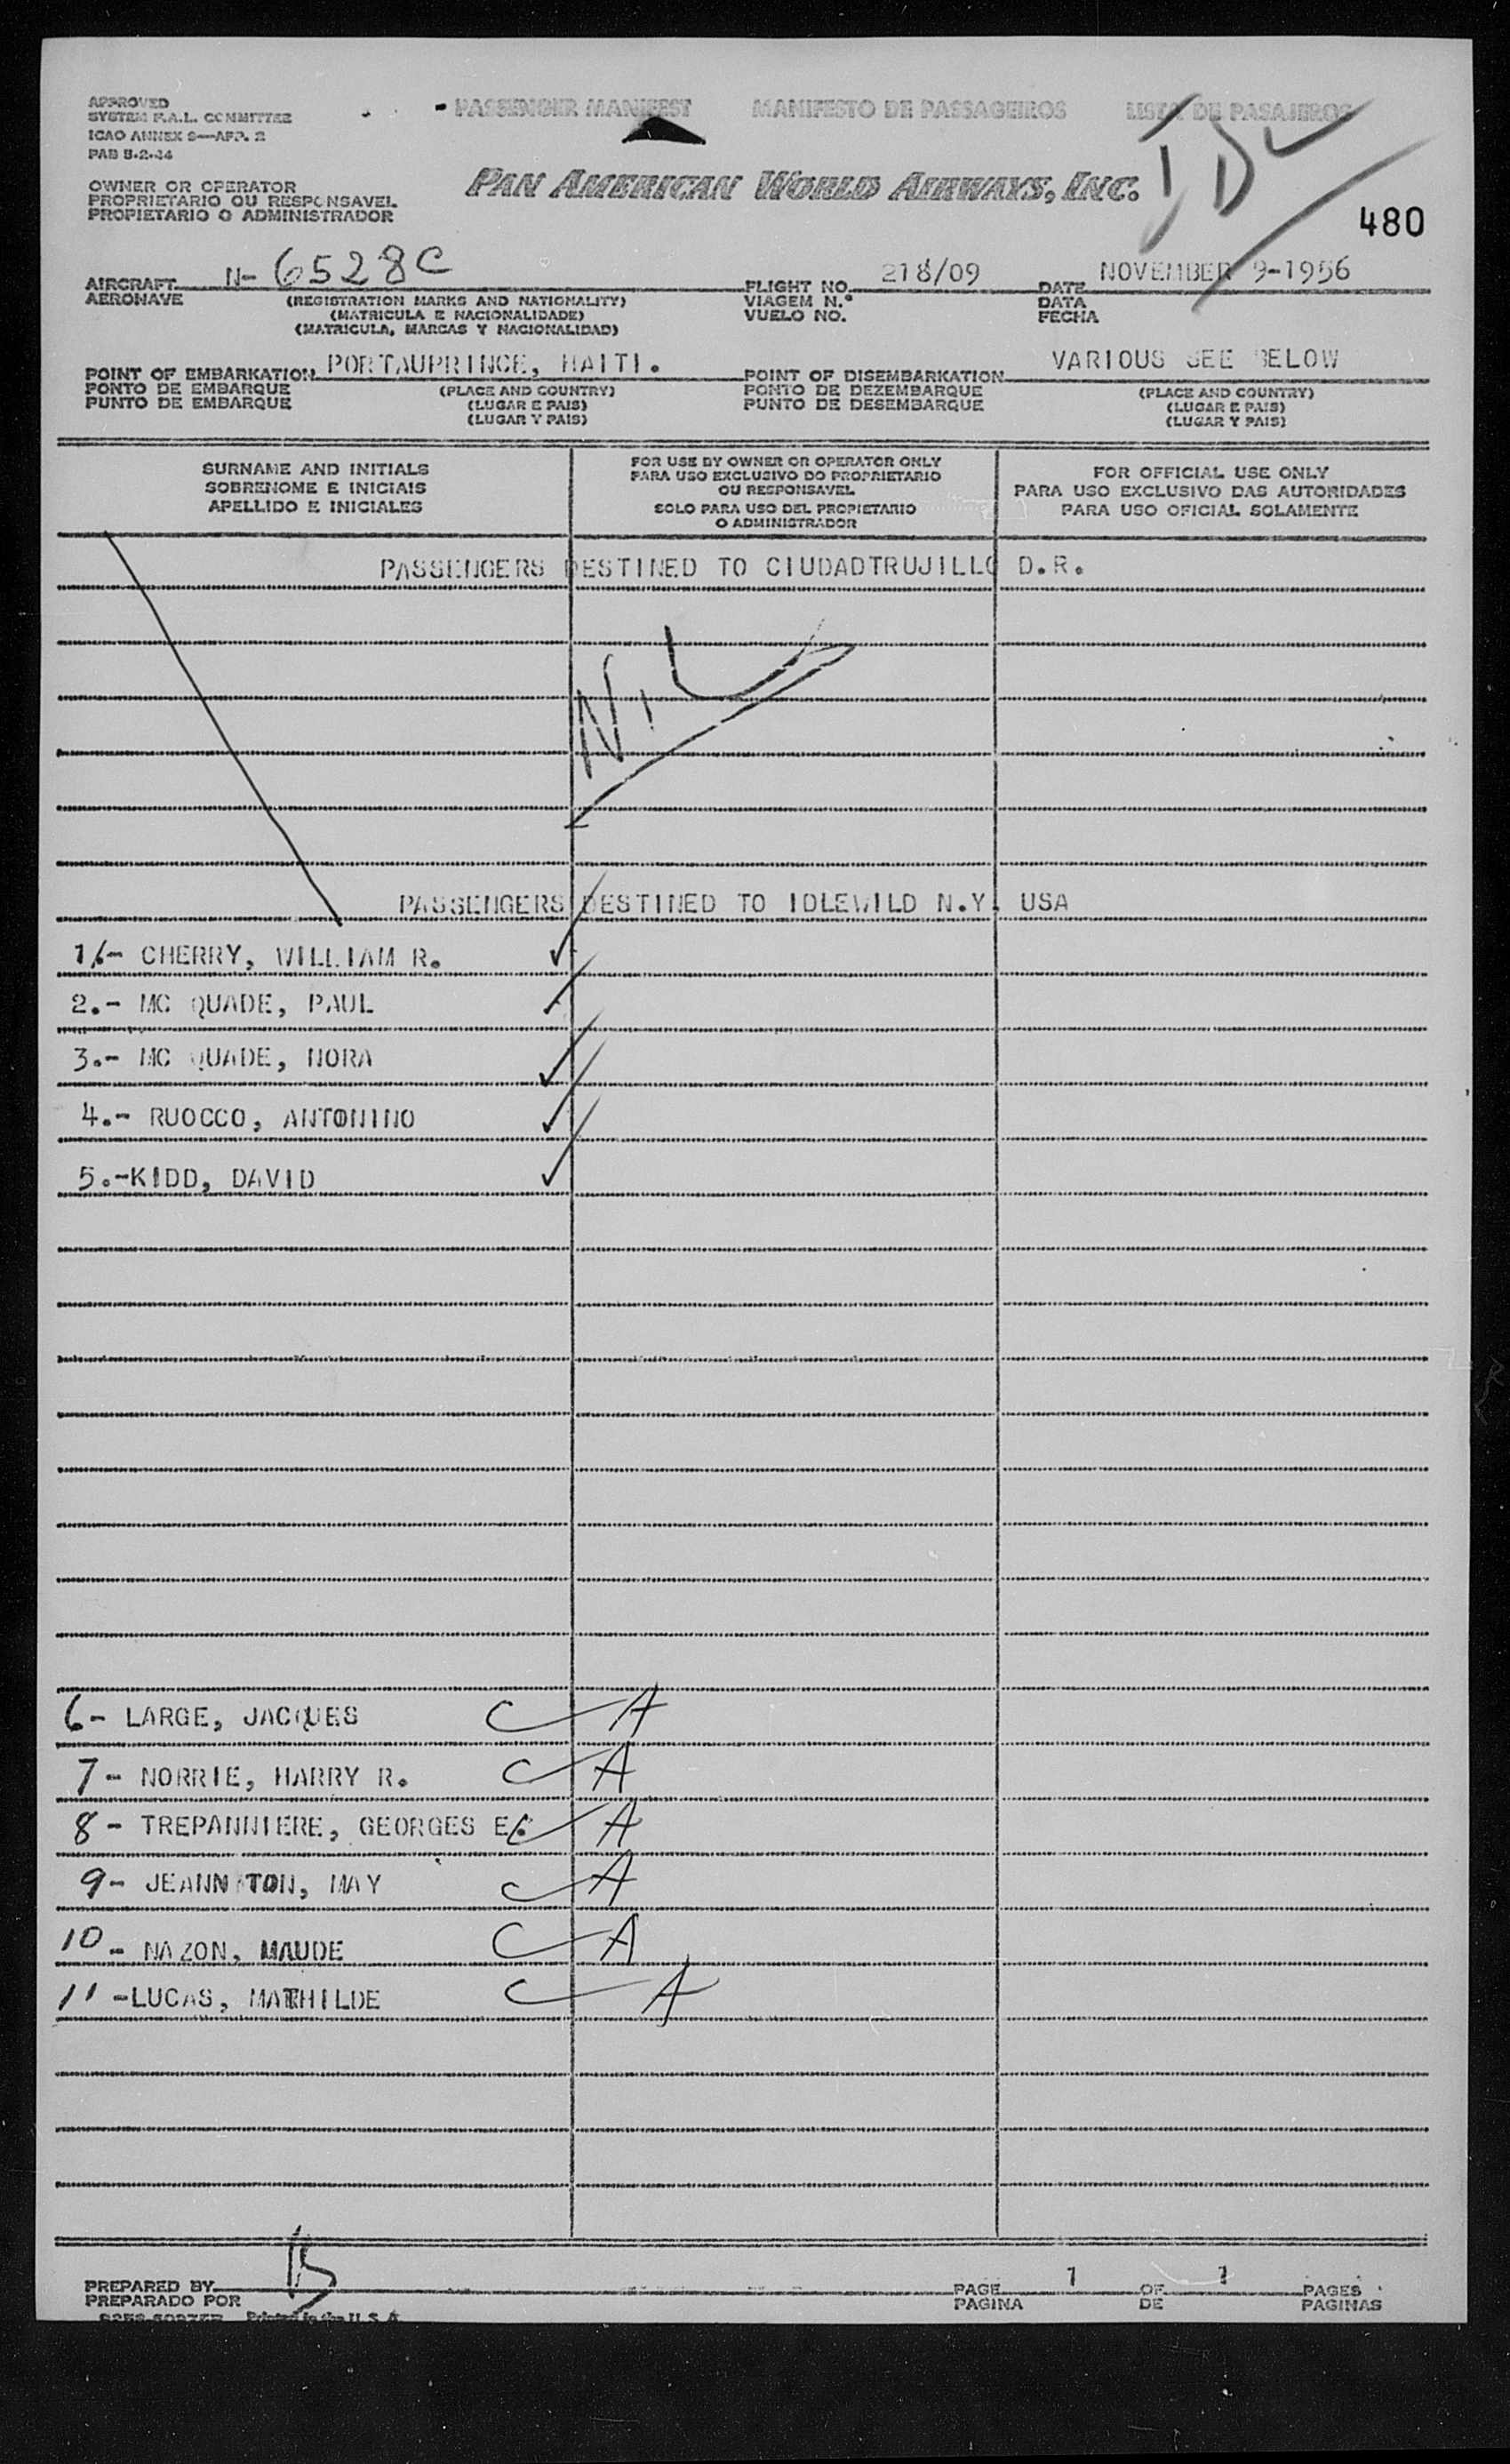 APPROVED
SYSTEM F.A.L. COMMITTEE
ICAO ANNEX 9—APP. 2
PAB 8-2-44
PASSENGER MANIFEST MANIFESTO DE PASSAGEIROS LISTA DE PASAJEROS
OWNER OR OPERATOR
PROPRIETARIO OU RESPONSAVEL
PROPIETARIO O ADMINISTRADOR
PAN AMERICAN WORLD AIRWAYS, INC.
480
AIRCRAFT N- 6528C FLIGHT NO. 218/09 DATE NOVEMBER 9-1956
AERONAVE (REGISTRATION MARKS AND NATIONALITY) VIAGEM N.° DATA
(MATRICULA E NACIONALIDADE) VUELO NO. FECHA
(MATRICULA, MARCAS Y NACIONALIDAD)
POINT OF EMBARKATION PORTAUPRINCE, HAITI. POINT OF DISEMBARKATION VARIOUS SEE BELOW
PONTO DE EMBARQUE (PLACE AND COUNTRY) PONTO DE DEZEMBARQUE (PLACE AND COUNTRY)
PUNTO DE EMBARQUE (LUGAR E PAIS) PUNTO DE DESEMBARQUE (LUGAR E PAIS)
(LUGAR Y PAIS) (LUGAR Y PAIS)
SURNAME AND INITIALS
SOBRENOME E INICIAIS
APELLIDO E INICIALES
FOR USE BY OWNER OR OPERATOR ONLY
PARA USO EXCLUSIVO DO PROPRIETARIO
OU RESPONSAVEL
SOLO PARA USO DEL PROPIETARIO
O ADMINISTRADOR
FOR OFFICIAL USE ONLY
PARA USO EXCLUSIVO DAS AUTORIDADES
PARA USO OFICIAL SOLAMENTE
PASSENGERS DESTINED TO CIUDADTRUJILLO D.R.
NIL
PASSENGERS DESTINED TO IDLEWILD N.Y. USA
1.- CHERRY, WILLIAM R.
2.- MC QUADE, PAUL
3.- MC QUADE, NORA
4.- RUOCCO, ANTONINO
5.-KIDD, DAVID
6- LARGE, JACQUES C A
7- NORRIE, HARRY R. C A
8- TREPANNIERE, GEORGES E. C A
9- JEANNITON, MAY C A
10- NAZON, MAUDE C A
11-LUCAS, MATHILDE C A
PREPARED BY PAGE 1 OF 1 PAGES
PREPARADO POR PAGINA DE PAGINAS
Printed in the U.S.A.